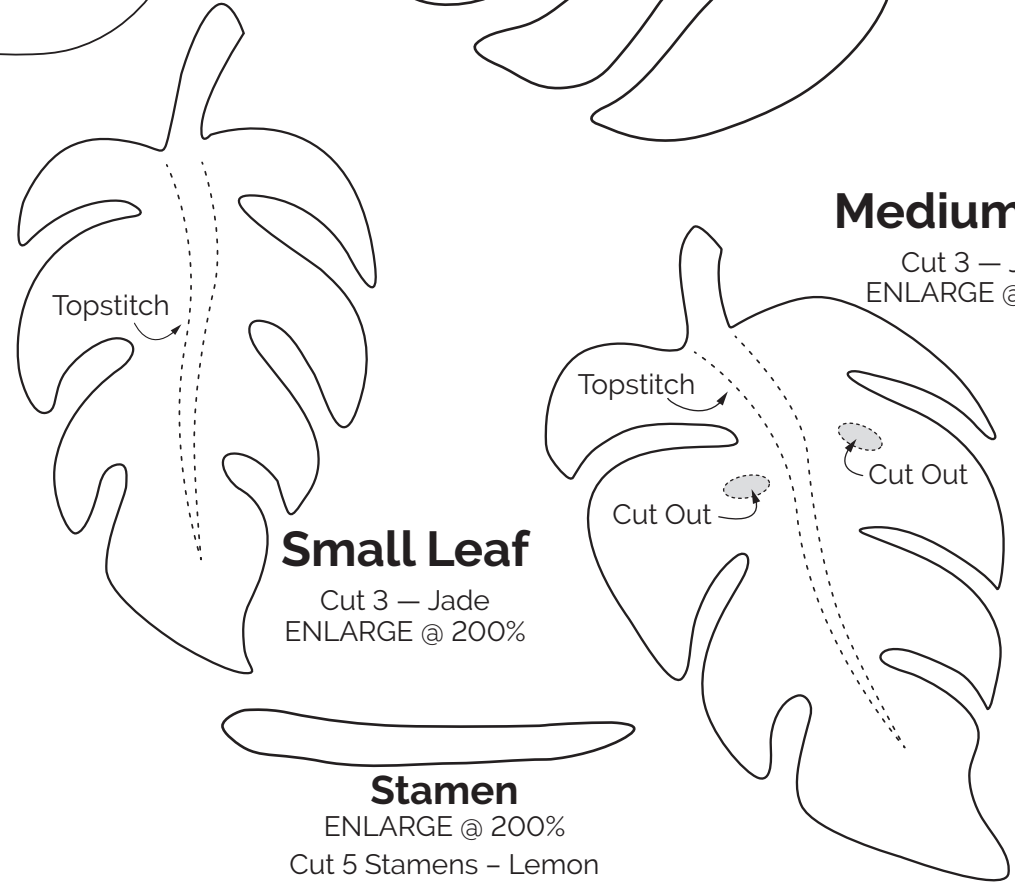 Medium
Cut 3 —
ENLARGE @
Topstitch
Topstitch
Cut Out
Cut Out
Small Leaf
Cut 3 — Jade
ENLARGE @ 200%
Stamen
ENLARGE @ 200%
Cut 5 Stamens – Lemon